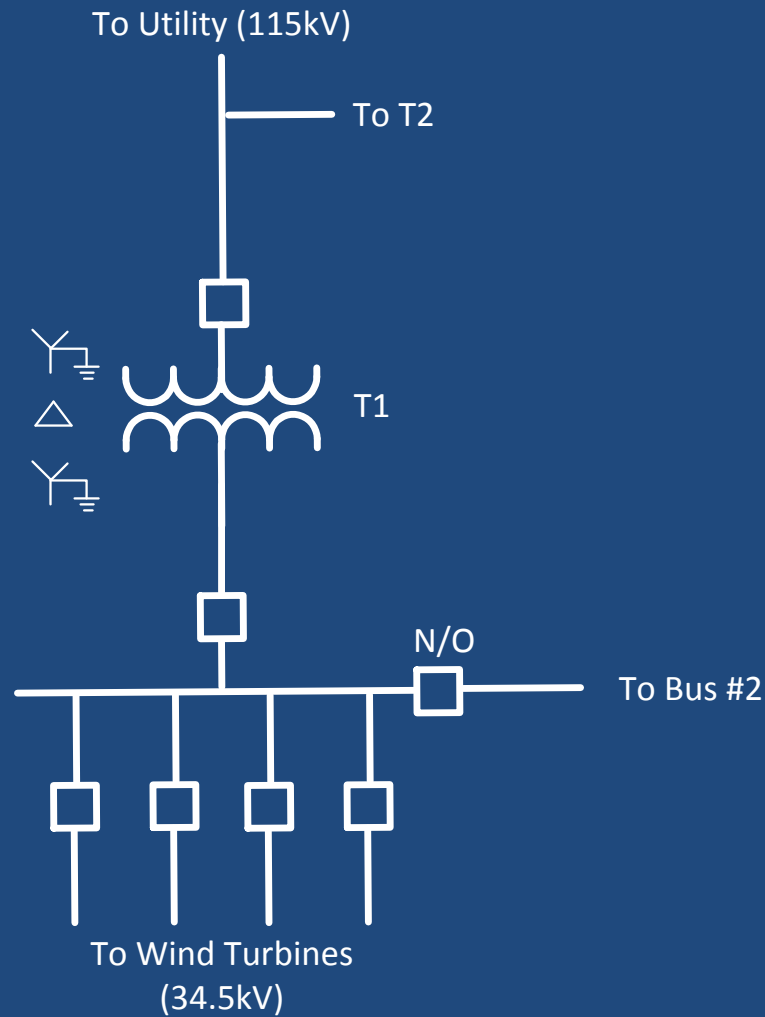 To Utility (115kV)
To T2
T1
N/O
To Bus #2
To Wind Turbines
(34.5kV)